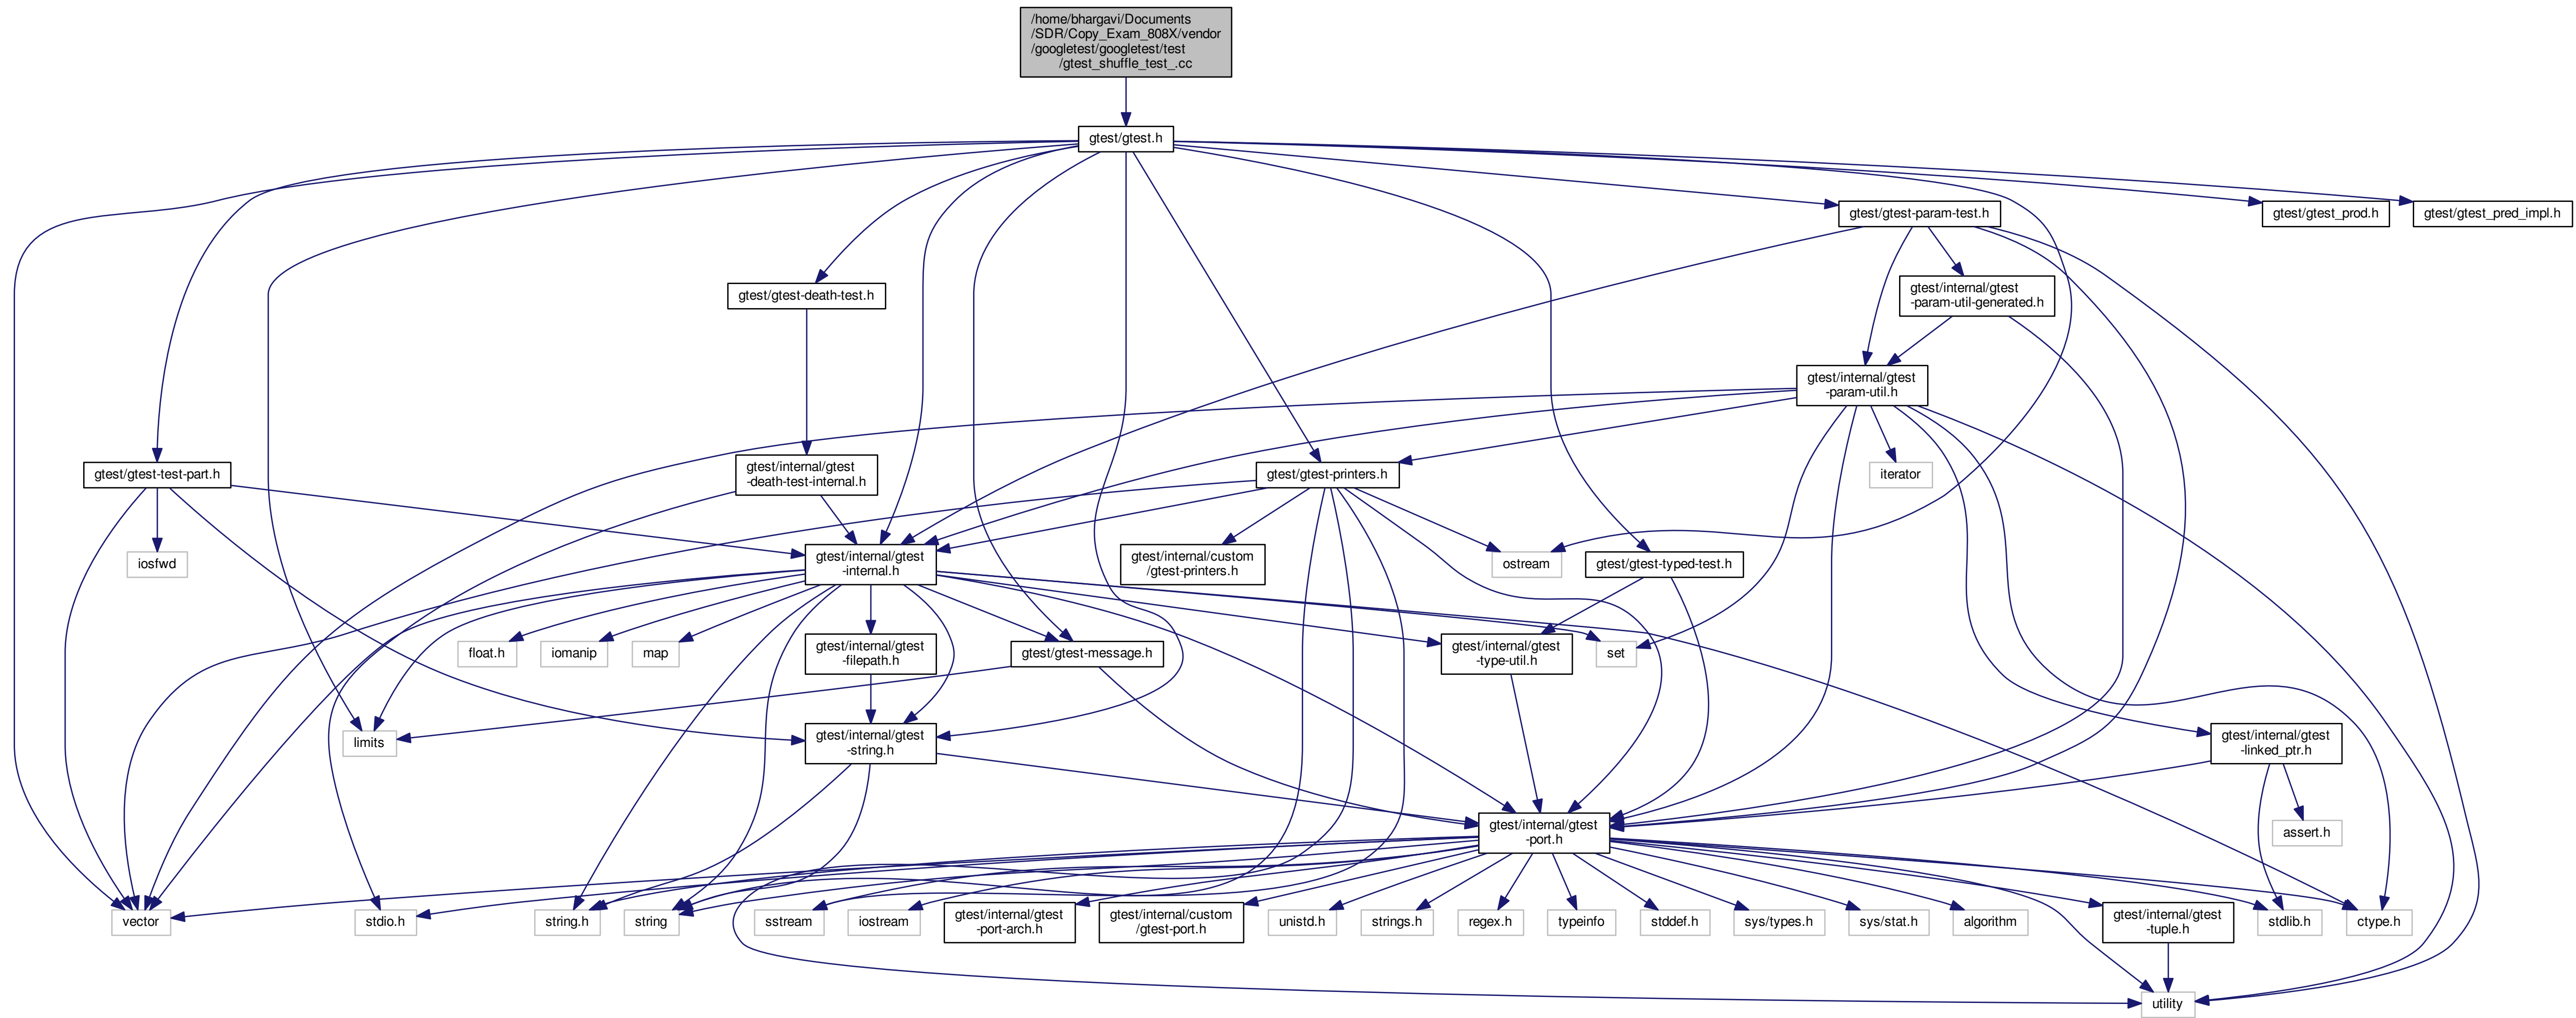 /home/bhargavi/Documents
/SDR/Copy_Exam_808X/vendor
/googletest/googletest/test
/gtest_shuffle_test_.cc
gtest/gtest.h
gtest/gtest-param-test.h
gtest/gtest_prod.h
gtest/gtest_pred_impl.h
gtest/gtest-death-test.h
gtest/internal/gtest
-param-util-generated.h
gtest/internal/gtest
-param-util.h
gtest/gtest-test-part.h
gtest/internal/gtest
-death-test-internal.h
gtest/gtest-printers.h
iterator
iosfwd
gtest/internal/gtest
-internal.h
gtest/internal/custom
/gtest-printers.h
ostream
gtest/gtest-typed-test.h
float.h
iomanip
map
gtest/internal/gtest
-filepath.h
gtest/gtest-message.h
gtest/internal/gtest
-type-util.h
set
limits
gtest/internal/gtest
-string.h
gtest/internal/gtest
-linked_ptr.h
gtest/internal/gtest
-port.h
assert.h
vector
stdio.h
string.h
string
sstream
iostream
gtest/internal/gtest
-port-arch.h
gtest/internal/custom
/gtest-port.h
unistd.h
strings.h
regex.h
typeinfo
stddef.h
sys/types.h
sys/stat.h
algorithm
gtest/internal/gtest
-tuple.h
stdlib.h
ctype.h
utility